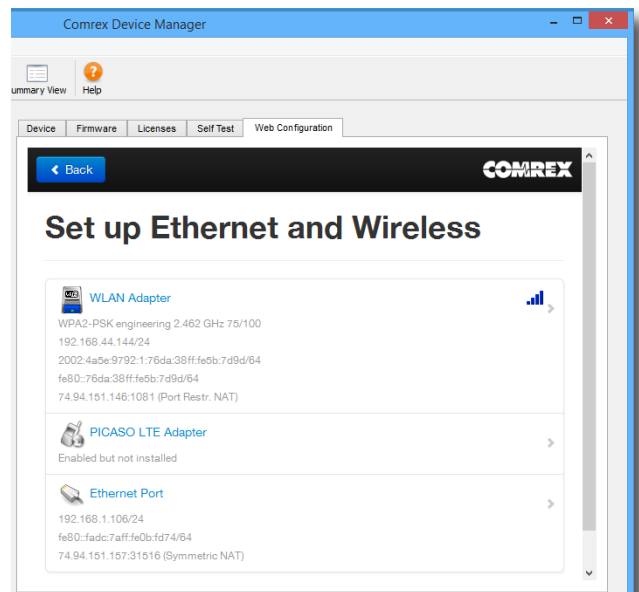 Comrex Device Manager
ummary View
Help
Device
Firmware
Licenses
Self Test
Web Configuration
Back
COMREX
Set up Ethernet and Wireless
WLAN Adapter
WPA2-PSK engineering 2.462 GHz 75/100
192.168.44.144/24
2002:4a5e:9792:1:76da:38ff:fe5b:7d9d/64
fe80::76da:38ff:fe5b:7d9d/64
74.94.151.146:1081 (Port Restr. NAT)
PICASO LTE Adapter
Enabled but not installed
Ethernet Port
192.168.1.106/24
fe80::fadc:7aff:fe0b:fd74/64
74.94.151.157:31516 (Symmetric NAT)